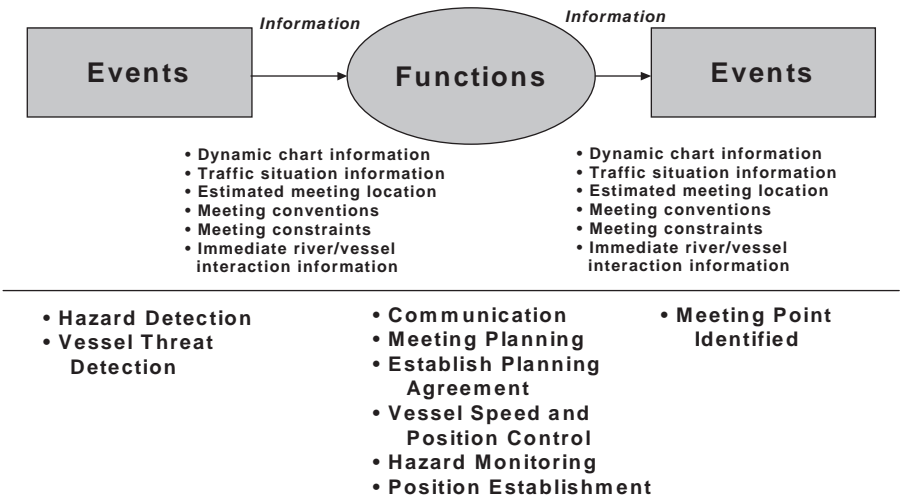 Information
Information
Events
Functions
Events
• Dynamic chart information
• Traffic situation information
• Estimated meeting location
• Meeting conventions
• Meeting constraints
• Immediate river/vessel
interaction information
• Dynamic chart information
• Traffic situation information
• Estimated meeting location
• Meeting conventions
• Meeting constraints
• Immediate river/vessel
interaction information
• Hazard Detection
• Vessel Threat
Detection
• Communication
• Meeting Planning
• Establish Planning
Agreement
• Vessel Speed and
Position Control
• Hazard Monitoring
• Position Establishment
• Meeting Point
Identified